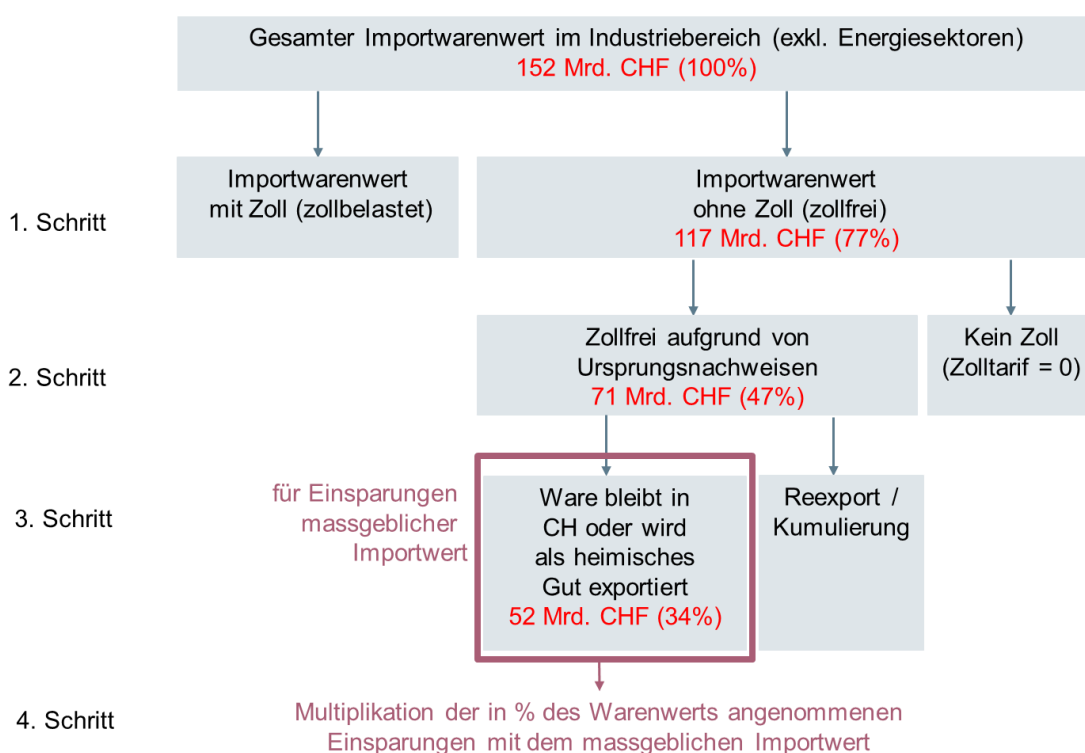 Gesamter Importwarenwert im Industriebereich (exkl. Energiesektoren)
152 Mrd. CHF (100%)
1. Schritt
Importwarenwert
mit Zoll (zollbelastet)
Importwarenwert
ohne Zoll (zollfrei)
117 Mrd. CHF (77%)
2. Schritt
Zollfrei aufgrund von
Ursprungsnachweisen
71 Mrd. CHF (47%)
Kein Zoll
(Zolltarif = 0)
3. Schritt
für Einsparungen
massgeblicher
Importwert
Ware bleibt in
CH oder wird
als heimisches
Gut exportiert
52 Mrd. CHF (34%)
Reexport /
Kumulierung
4. Schritt
Multiplikation der in % des Warenwerts angenommenen
Einsparungen mit dem massgeblichen Importwert